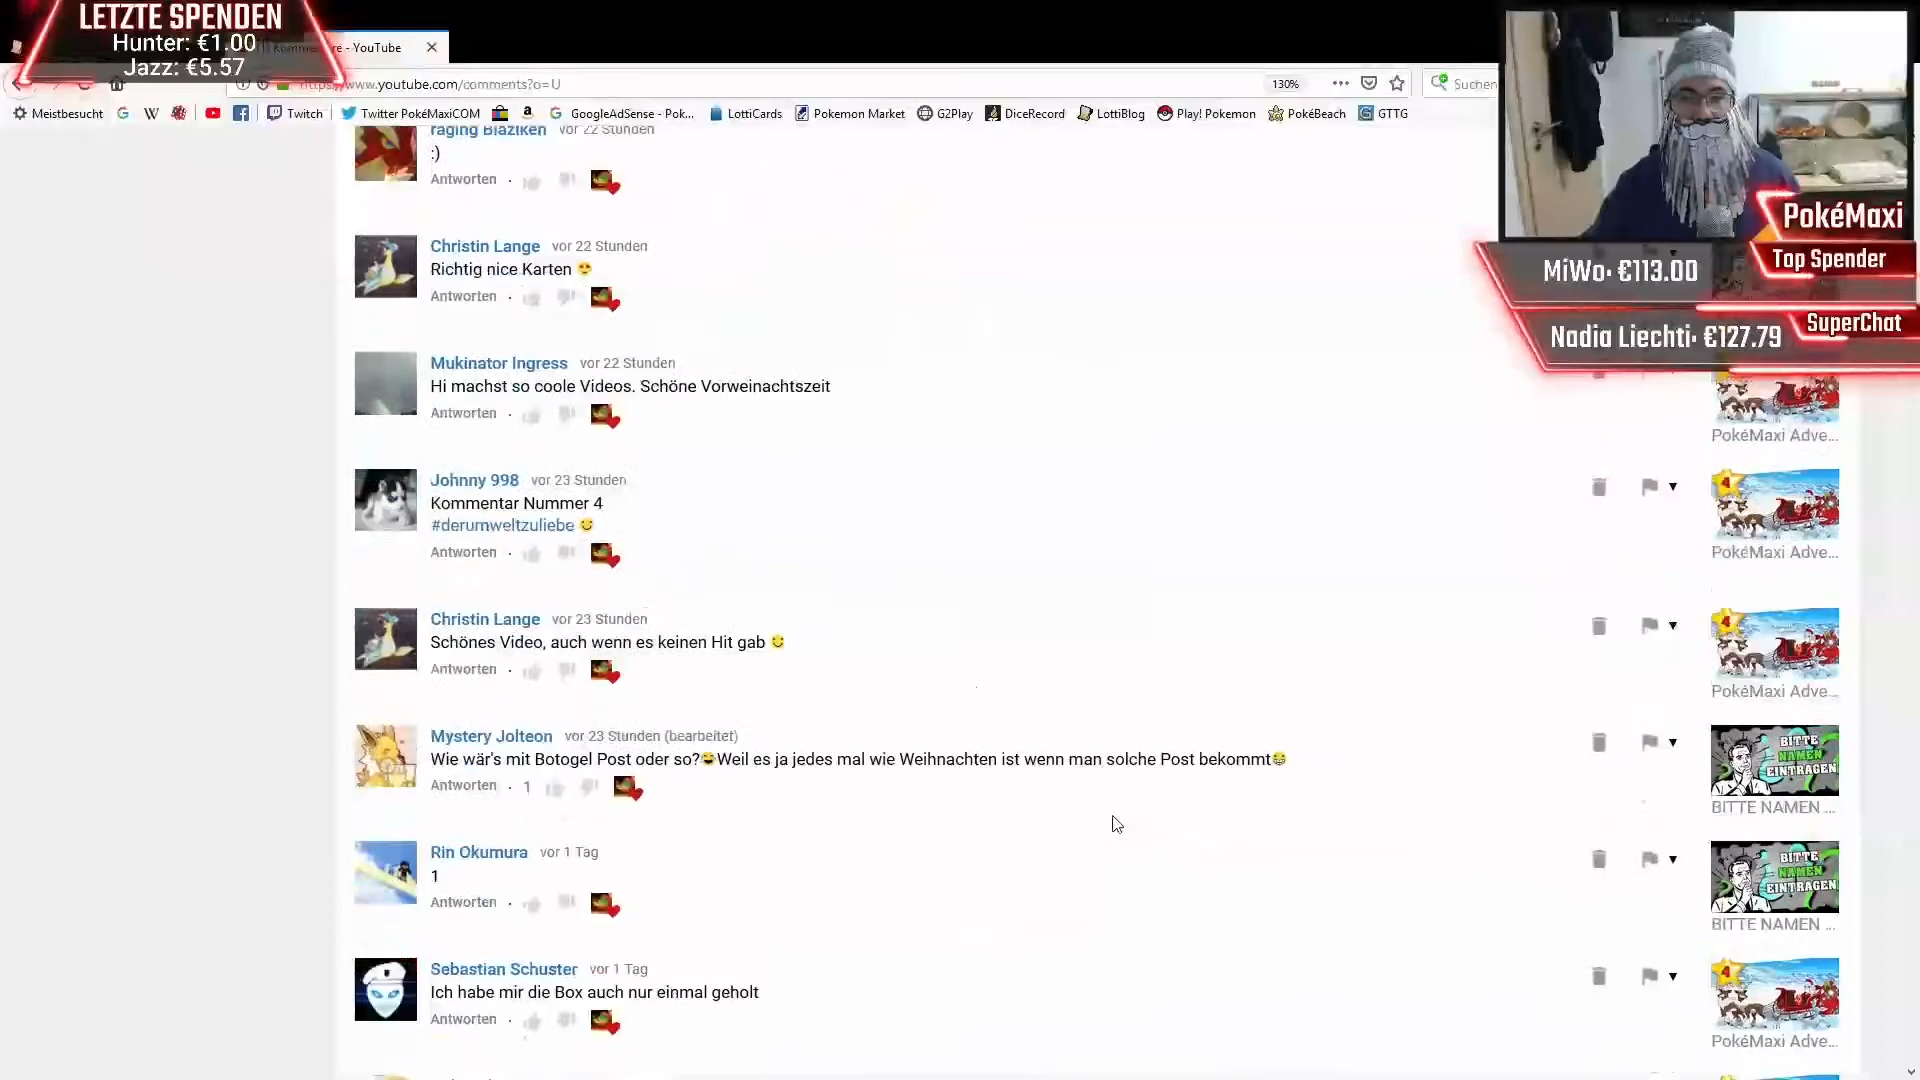 LETZTE SPENDEN
Hunter: €1.00
Jazz: €5.57
- YouTube
https://www.youtube.com/comments?o=U
130%
Suchen
Meistbesucht
Twitch
Twitter PokéMaxiCOM
GoogleAdSense - Pok...
LottiCards
Pokemon Market
G2Play
DiceRecord
LottiBlog
Play! Pokemon
PokéBeach
GTTG
PokéMaxi
Top Spender
MiWo: €113.00
SuperChat
Nadia Liechti: €127.79
raging Blaziken vor 22 Stunden
:)
Antworten
Christin Lange vor 22 Stunden
Richtig nice Karten 😍
Antworten
Mukinator Ingress vor 22 Stunden
Hi machst so coole Videos. Schöne Vorweinachtszeit
Antworten
PokéMaxi Adve...
Johnny 998 vor 23 Stunden
Kommentar Nummer 4
#derumweltzuliebe 😃
Antworten
4
PokéMaxi Adve...
Christin Lange vor 23 Stunden
Schönes Video, auch wenn es keinen Hit gab 😃
Antworten
4
PokéMaxi Adve...
Mystery Jolteon vor 23 Stunden (bearbeitet)
Wie wär's mit Botogel Post oder so?😂Weil es ja jedes mal wie Weihnachten ist wenn man solche Post bekommt😂
Antworten · 1
BITTE
NAMEN
EINTRAGEN
BITTE NAMEN ...
Rin Okumura vor 1 Tag
1
Antworten
BITTE
NAMEN
EINTRAGEN
BITTE NAMEN ...
Sebastian Schuster vor 1 Tag
Ich habe mir die Box auch nur einmal geholt
Antworten
4
PokéMaxi Adve...